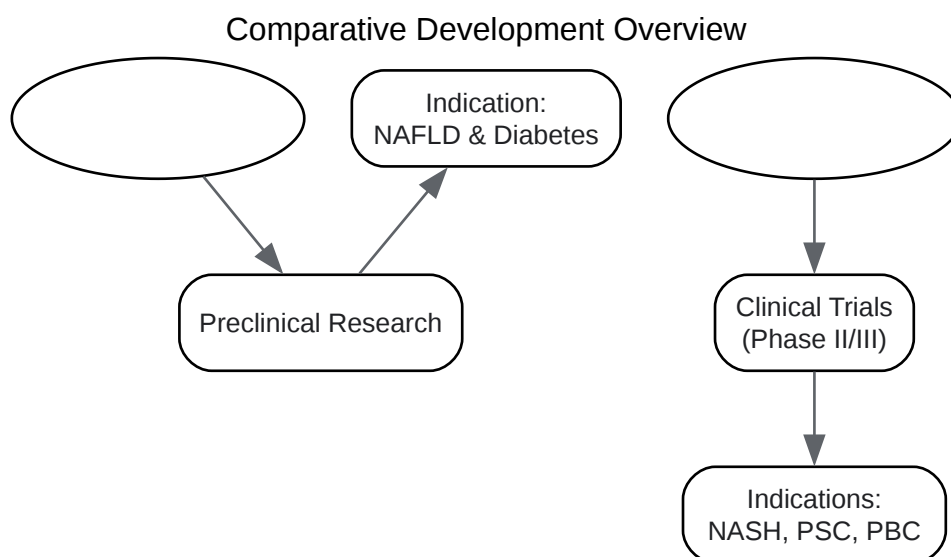 Comparative Development Overview
Indication:
NAFLD & Diabetes
Preclinical Research
Clinical Trials
(Phase II/III)
Indications:
NASH, PSC, PBC